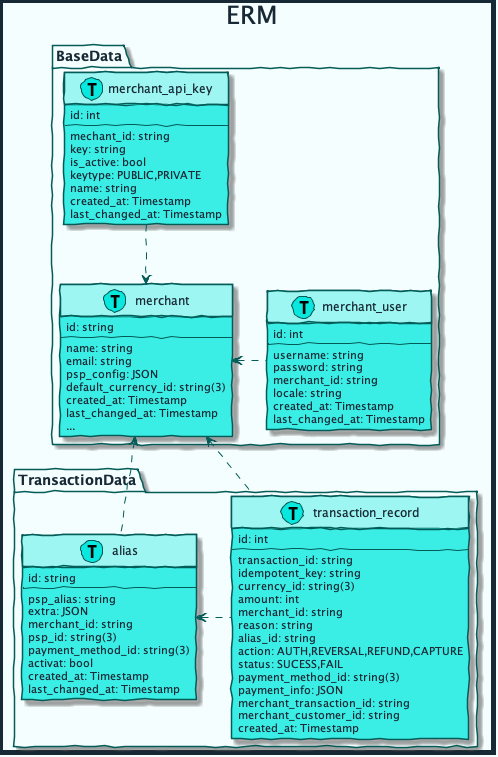 ERM
BaseData
T merchant_api_key
id: int
mechant_id: string
key: string
is_active: bool
keytype: PUBLIC,PRIVATE
name: string
created_at: Timestamp
last_changed_at: Timestamp
T merchant
id: string
name: string
email: string
psp_config: JSON
default_currency_id: string(3)
created_at: Timestamp
last_changed_at: Timestamp
...
T merchant_user
id: int
username: string
password: string
merchant_id: string
locale: string
created_at: Timestamp
last_changed_at: Timestamp
TransactionData
T alias
id: string
psp_alias: string
extra: JSON
merchant_id: string
psp_id: string(3)
payment_method_id: string(3)
activat: bool
created_at: Timestamp
last_changed_at: Timestamp
T transaction_record
id: int
transaction_id: string
idempotent_key: string
currency_id: string(3)
amount: int
merchant_id: string
reason: string
alias_id: string
action: AUTH,REVERSAL,REFUND,CAPTURE
status: SUCESS,FAIL
payment_method_id: string(3)
payment_info: JSON
merchant_transaction_id: string
merchant_customer_id: string
created_at: Timestamp